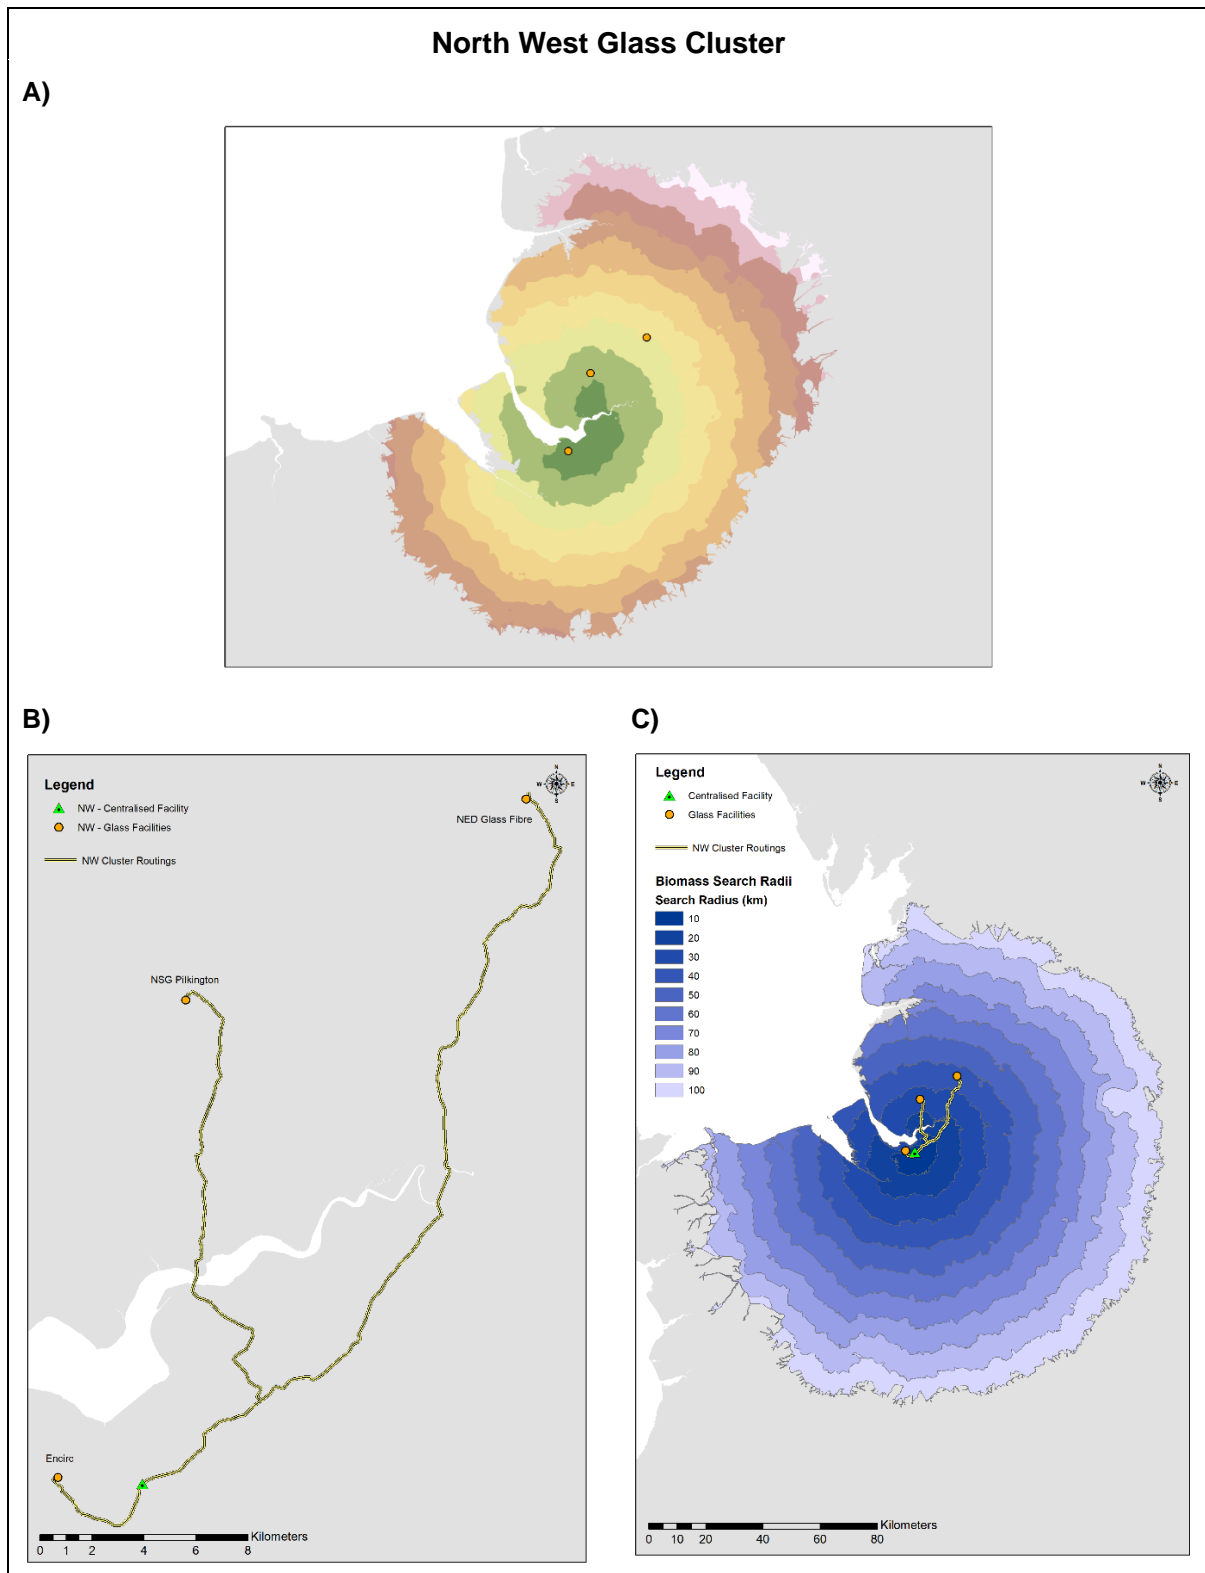 North West Glass Cluster
A)
B)
Legend
NW - Centralised Facility
NW - Glass Facilities
NW Cluster Routings
N
W
E
S
NED Glass Fibre
NSG Pilkington
Encirc
Kilometers
0 1 2 4 6 8
C)
Legend
Centralised Facility
Glass Facilities
NW Cluster Routings
Biomass Search Radii
Search Radius (km)
10
20
30
40
50
60
70
80
90
100
N
W
E
S
Kilometers
0 10 20 40 60 80